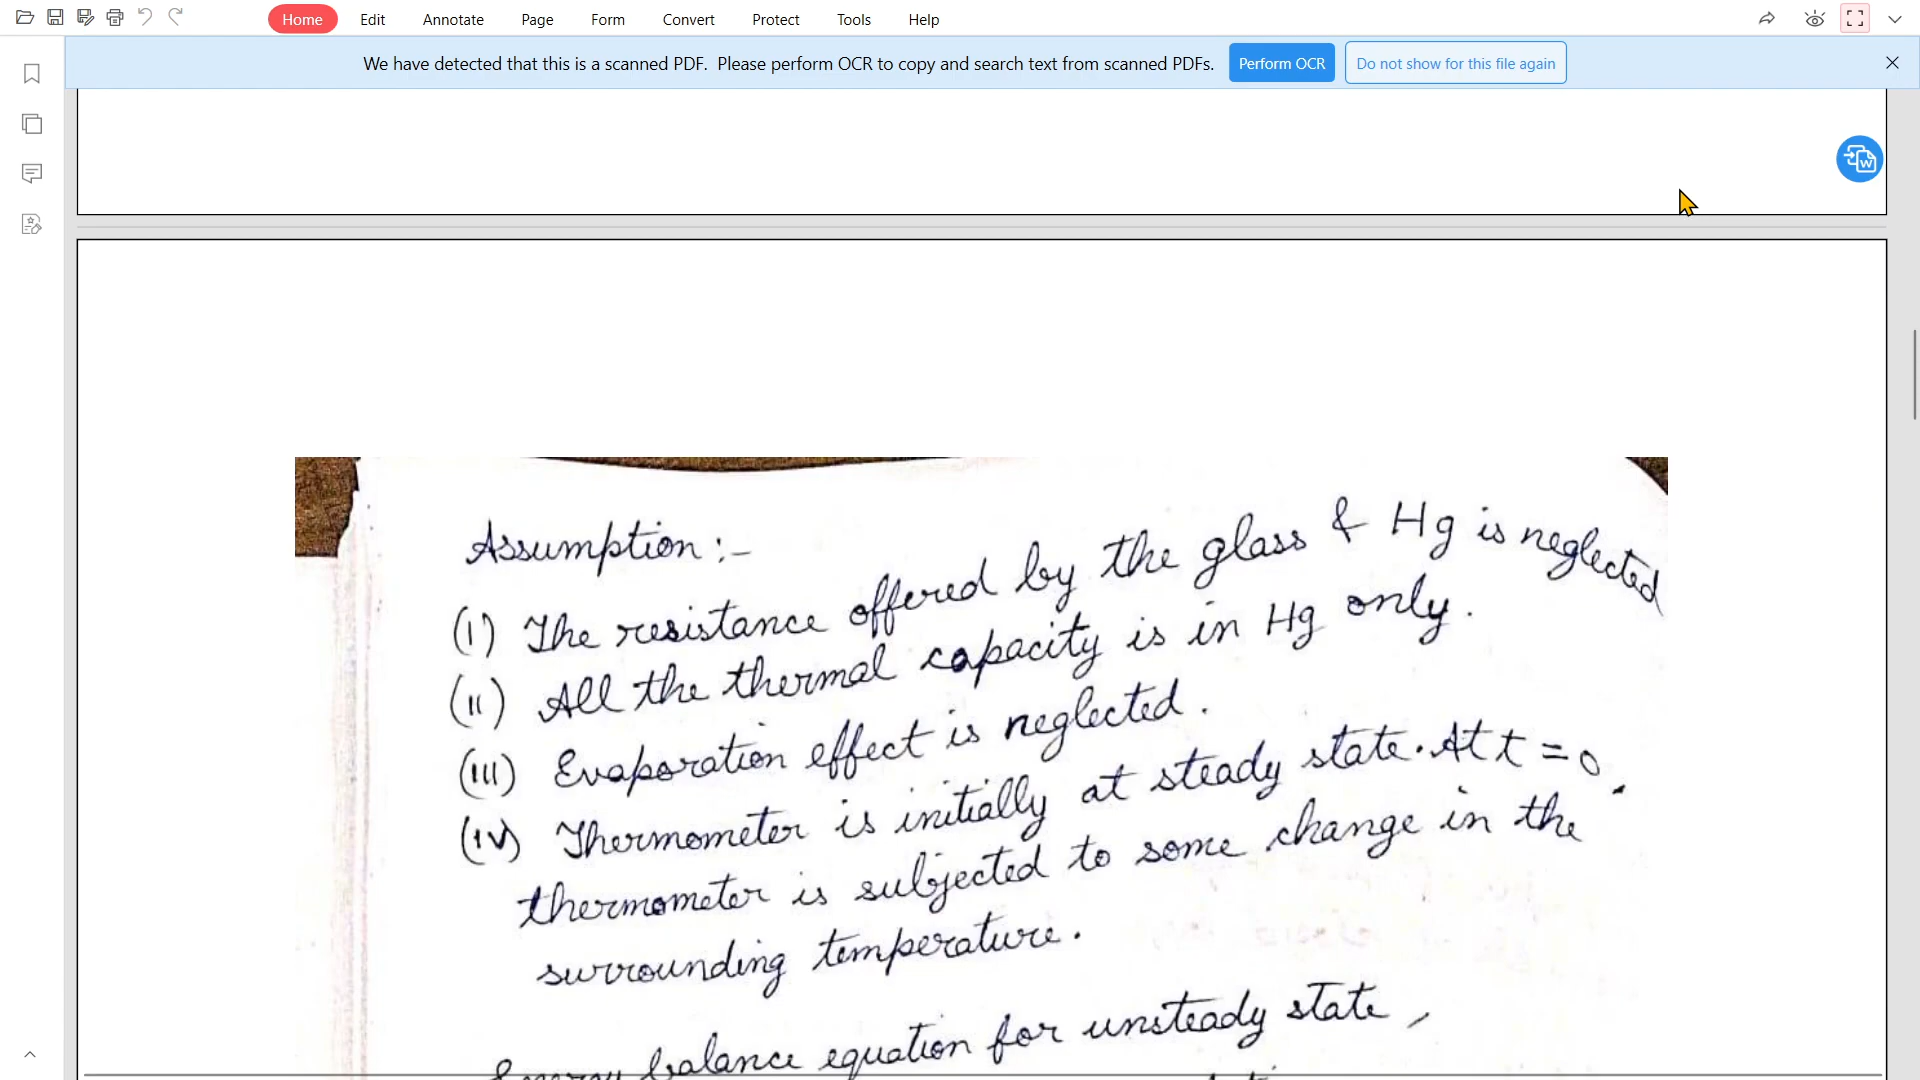 Home Edit Annotate Page Form Convert Protect Tools Help
We have detected that this is a scanned PDF. Please perform OCR to copy and search text from scanned PDFs. Perform OCR Do not show for this file again
Assumption :-
(i) The resistance offered by the glass & Hg is neglected
(ii) All the thermal capacity is in Hg only.
(iii) Evaporation effect is neglected.
(iv) Thermometer is initially at steady state. At t = 0,
thermometer is subjected to some change in the
surrounding temperature.
Energy balance equation for unsteady state,